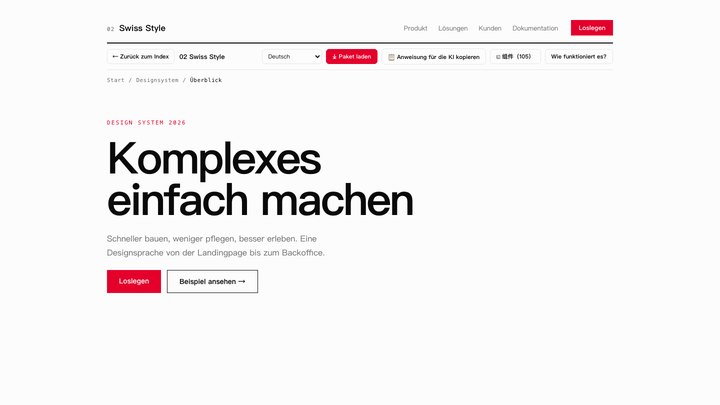 02 Swiss Style
Produkt Lösungen Kunden Dokumentation Loslegen
← Zurück zum Index 02 Swiss Style Deutsch ⬇ Paket laden 📋 Anweisung für die KI kopieren 组件 (105) Wie funktioniert es?
Start / Designsystem / Überblick
DESIGN SYSTEM 2026
Komplexes
einfach machen
Schneller bauen, weniger pflegen, besser erleben. Eine
Designsprache von der Landingpage bis zum Backoffice.
Loslegen Beispiel ansehen →